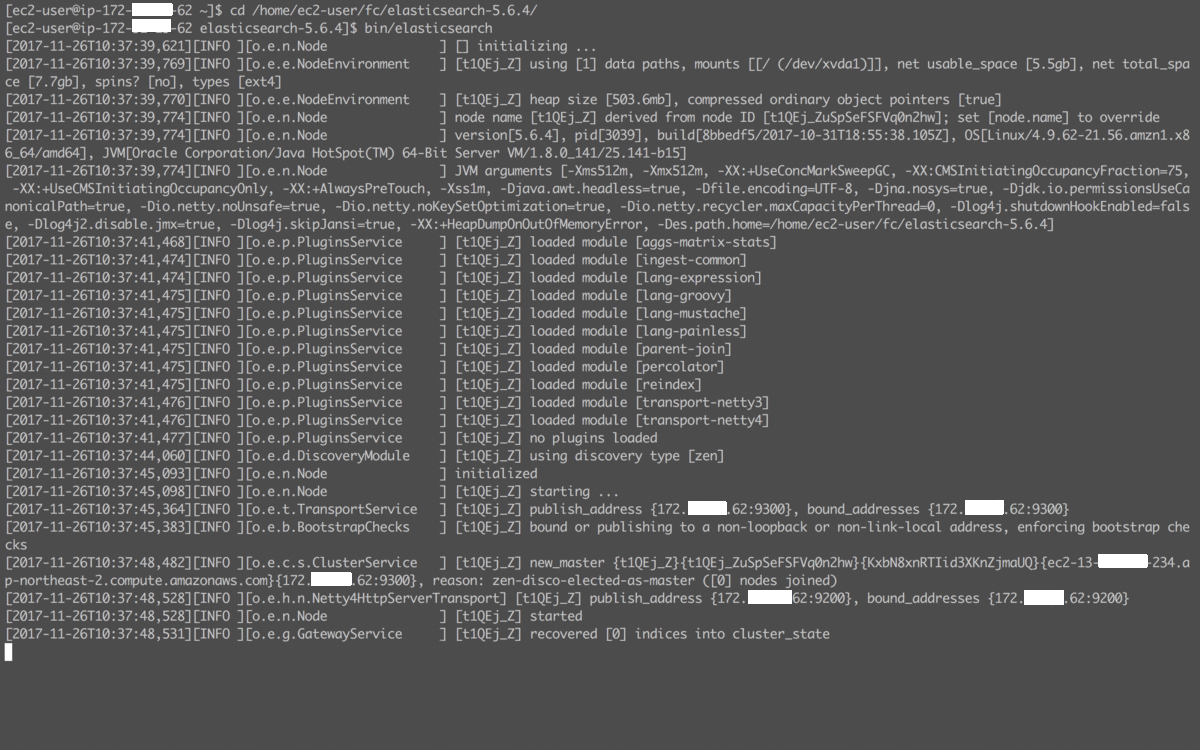 [ec2-user@ip-172- -62 ~]$ cd /home/ec2-user/fc/elasticsearch-5.6.4/
[ec2-user@ip-172- -62 elasticsearch-5.6.4]$ bin/elasticsearch
[2017-11-26T10:37:39,621][INFO ][o.e.n.Node               ] [] initializing ...
[2017-11-26T10:37:39,769][INFO ][o.e.e.NodeEnvironment    ] [t1QEj_Z] using [1] data paths, mounts [[/ (/dev/xvda1)]], net usable_space [5.5gb], net total_spa
ce [7.7gb], spins? [no], types [ext4]
[2017-11-26T10:37:39,770][INFO ][o.e.e.NodeEnvironment    ] [t1QEj_Z] heap size [503.6mb], compressed ordinary object pointers [true]
[2017-11-26T10:37:39,774][INFO ][o.e.n.Node               ] node name [t1QEj_Z] derived from node ID [t1QEj_ZuSpSeFSFVq0n2hw]; set [node.name] to override
[2017-11-26T10:37:39,774][INFO ][o.e.n.Node               ] version[5.6.4], pid[3039], build[8bbedf5/2017-10-31T18:55:38.105Z], OS[Linux/4.9.62-21.56.amzn1.x8
6_64/amd64], JVM[Oracle Corporation/Java HotSpot(TM) 64-Bit Server VM/1.8.0_141/25.141-b15]
[2017-11-26T10:37:39,774][INFO ][o.e.n.Node               ] JVM arguments [-Xms512m, -Xmx512m, -XX:+UseConcMarkSweepGC, -XX:CMSInitiatingOccupancyFraction=75,
 -XX:+UseCMSInitiatingOccupancyOnly, -XX:+AlwaysPreTouch, -Xss1m, -Djava.awt.headless=true, -Dfile.encoding=UTF-8, -Djna.nosys=true, -Djdk.io.permissionsUseCa
nonicalPath=true, -Dio.netty.noUnsafe=true, -Dio.netty.noKeySetOptimization=true, -Dio.netty.recycler.maxCapacityPerThread=0, -Dlog4j.shutdownHookEnabled=fals
e, -Dlog4j2.disable.jmx=true, -Dlog4j.skipJansi=true, -XX:+HeapDumpOnOutOfMemoryError, -Des.path.home=/home/ec2-user/fc/elasticsearch-5.6.4]
[2017-11-26T10:37:41,468][INFO ][o.e.p.PluginsService     ] [t1QEj_Z] loaded module [aggs-matrix-stats]
[2017-11-26T10:37:41,474][INFO ][o.e.p.PluginsService     ] [t1QEj_Z] loaded module [ingest-common]
[2017-11-26T10:37:41,474][INFO ][o.e.p.PluginsService     ] [t1QEj_Z] loaded module [lang-expression]
[2017-11-26T10:37:41,475][INFO ][o.e.p.PluginsService     ] [t1QEj_Z] loaded module [lang-groovy]
[2017-11-26T10:37:41,475][INFO ][o.e.p.PluginsService     ] [t1QEj_Z] loaded module [lang-mustache]
[2017-11-26T10:37:41,475][INFO ][o.e.p.PluginsService     ] [t1QEj_Z] loaded module [lang-painless]
[2017-11-26T10:37:41,475][INFO ][o.e.p.PluginsService     ] [t1QEj_Z] loaded module [parent-join]
[2017-11-26T10:37:41,475][INFO ][o.e.p.PluginsService     ] [t1QEj_Z] loaded module [percolator]
[2017-11-26T10:37:41,475][INFO ][o.e.p.PluginsService     ] [t1QEj_Z] loaded module [reindex]
[2017-11-26T10:37:41,476][INFO ][o.e.p.PluginsService     ] [t1QEj_Z] loaded module [transport-netty3]
[2017-11-26T10:37:41,476][INFO ][o.e.p.PluginsService     ] [t1QEj_Z] loaded module [transport-netty4]
[2017-11-26T10:37:41,477][INFO ][o.e.p.PluginsService     ] [t1QEj_Z] no plugins loaded
[2017-11-26T10:37:44,060][INFO ][o.e.d.DiscoveryModule    ] [t1QEj_Z] using discovery type [zen]
[2017-11-26T10:37:45,093][INFO ][o.e.n.Node               ] initialized
[2017-11-26T10:37:45,098][INFO ][o.e.n.Node               ] [t1QEj_Z] starting ...
[2017-11-26T10:37:45,364][INFO ][o.e.t.TransportService   ] [t1QEj_Z] publish_address {172. .62:9300}, bound_addresses {172. .62:9300}
[2017-11-26T10:37:45,383][INFO ][o.e.b.BootstrapChecks    ] [t1QEj_Z] bound or publishing to a non-loopback or non-link-local address, enforcing bootstrap che
cks
[2017-11-26T10:37:48,482][INFO ][o.e.c.s.ClusterService   ] [t1QEj_Z] new_master {t1QEj_Z}{t1QEj_ZuSpSeFSFVq0n2hw}{KxbN8xnRTIid3XKnZjmaUQ}{ec2-13- -234.a
p-northeast-2.compute.amazonaws.com}{172. .62:9300}, reason: zen-disco-elected-as-master ([0] nodes joined)
[2017-11-26T10:37:48,528][INFO ][o.e.h.n.Netty4HttpServerTransport] [t1QEj_Z] publish_address {172. 62:9200}, bound_addresses {172. .62:9200}
[2017-11-26T10:37:48,528][INFO ][o.e.n.Node               ] [t1QEj_Z] started
[2017-11-26T10:37:48,531][INFO ][o.e.g.GatewayService     ] [t1QEj_Z] recovered [0] indices into cluster_state